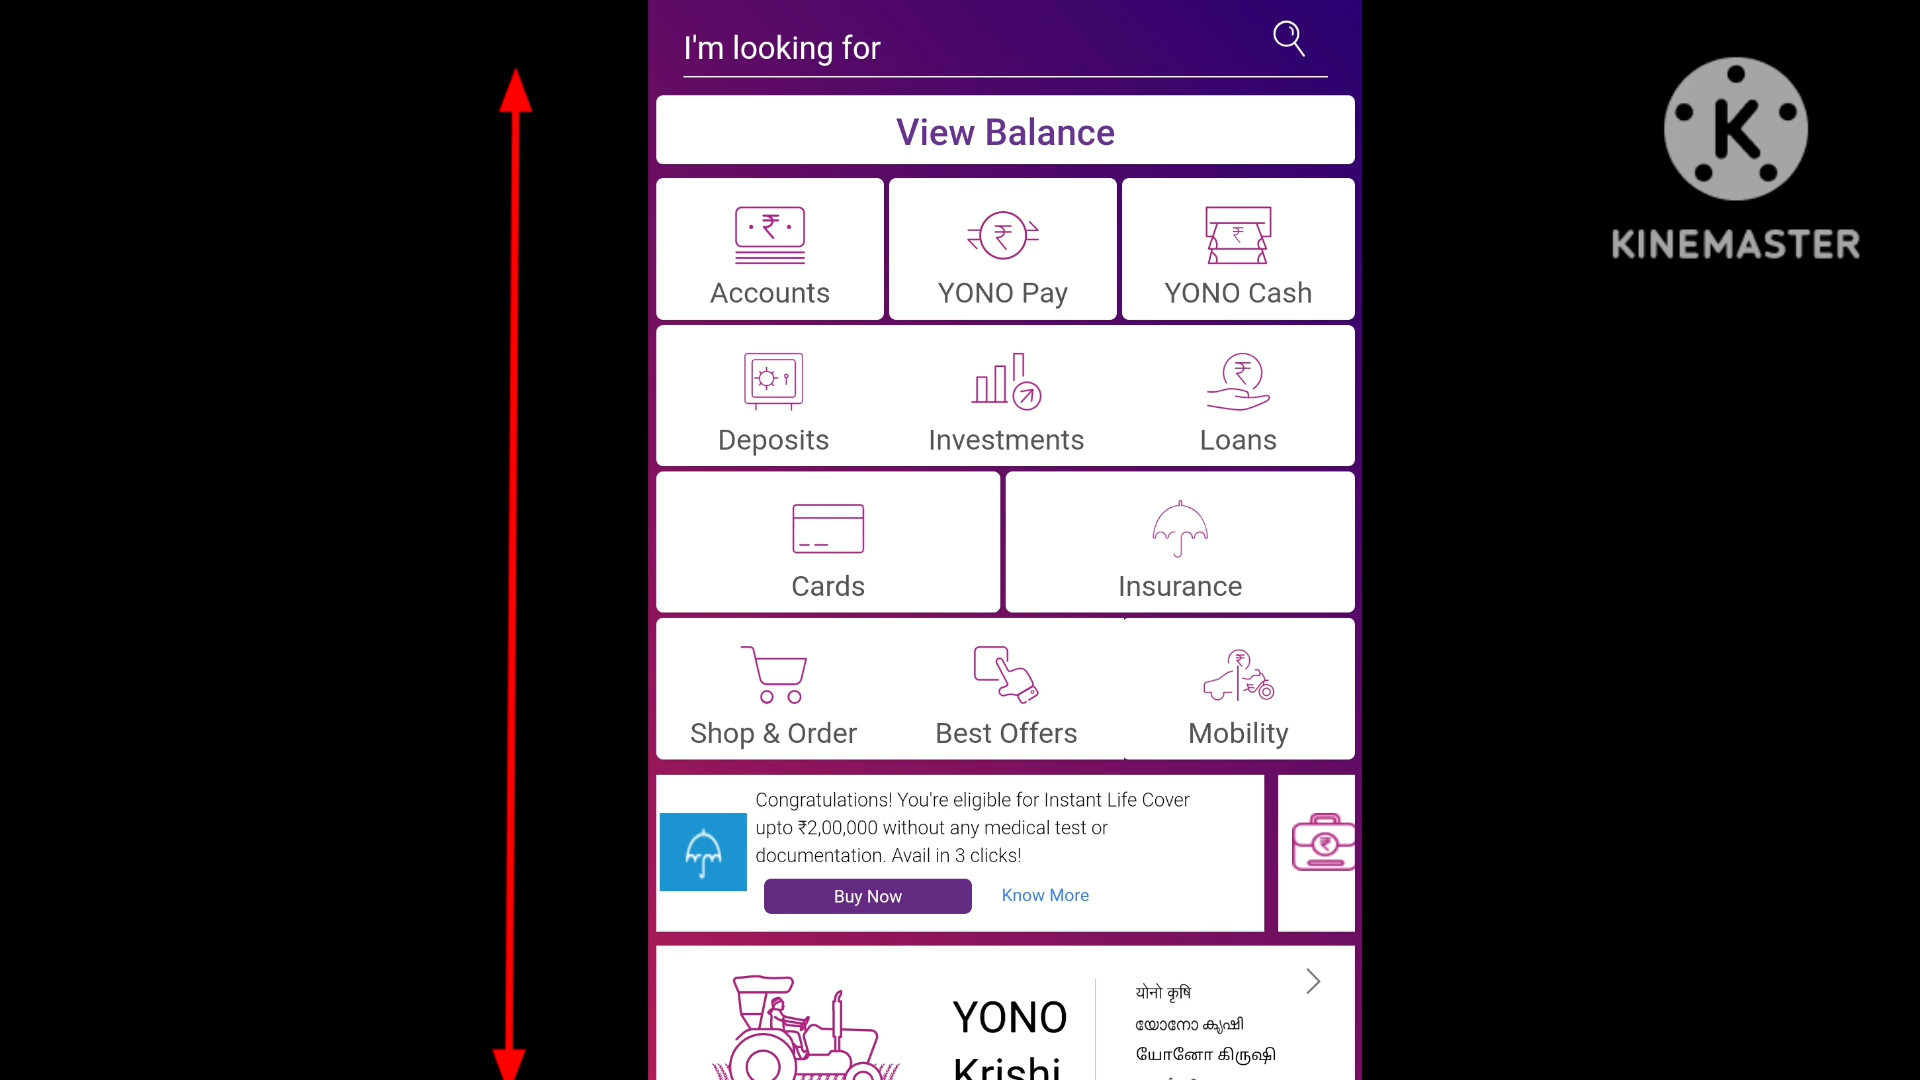 I'm looking for
View Balance
Accounts
YONO Pay
YONO Cash
Deposits
Investments
Loans
Cards
Insurance
Shop & Order
Best Offers
Mobility
Congratulations! You're eligible for Instant Life Cover
upto ₹2,00,000 without any medical test or
documentation. Avail in 3 clicks!
Buy Now
Know More
YONO
Krishi
योनो कृषि
യോനോ കൃഷി
யோனோ கிருஷி
K
KINEMASTER